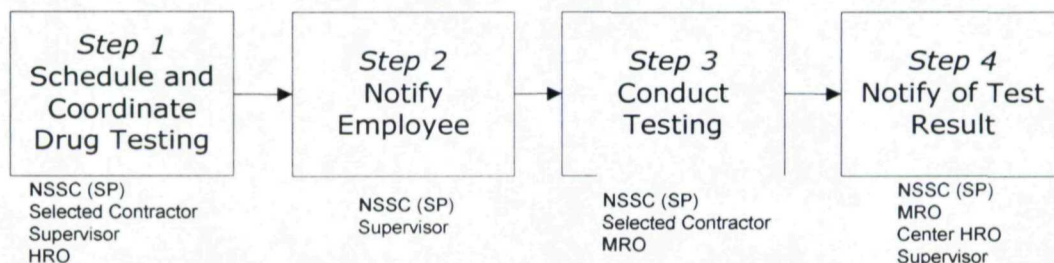 Step 1
Schedule and
Coordinate
Drug Testing
NSSC (SP)
Selected Contractor
Supervisor
HRO
Step 2
Notify
Employee
NSSC (SP)
Supervisor
Step 3
Conduct
Testing
NSSC (SP)
Selected Contractor
MRO
Step 4
Notify of Test
Result
NSSC (SP)
MRO
Center HRO
Supervisor